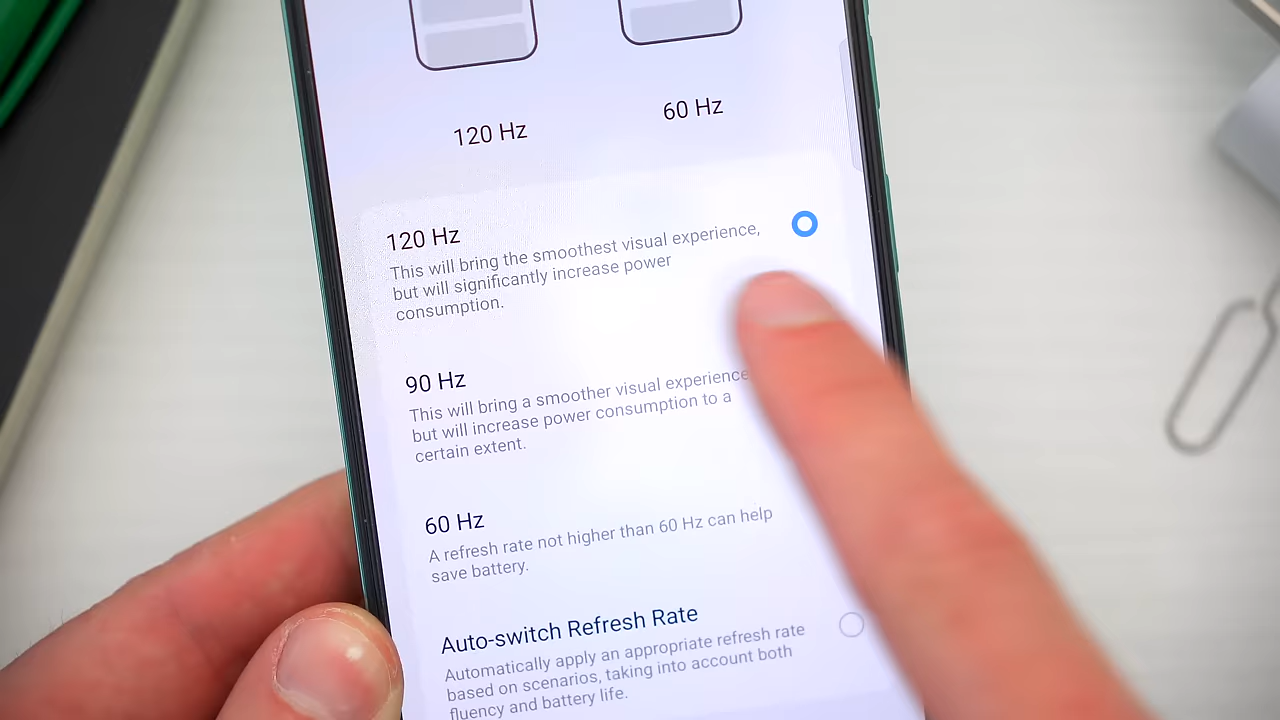 120 Hz
60 Hz
120 Hz
This will bring the smoothest visual experience,
but will significantly increase power
consumption.
90 Hz
This will bring a smoother visual experience
but will increase power consumption to a
certain extent.
60 Hz
A refresh rate not higher than 60 Hz can help
save battery.
Auto-switch Refresh Rate
Automatically apply an appropriate refresh rate
based on scenarios, taking into account both
fluency and battery life.